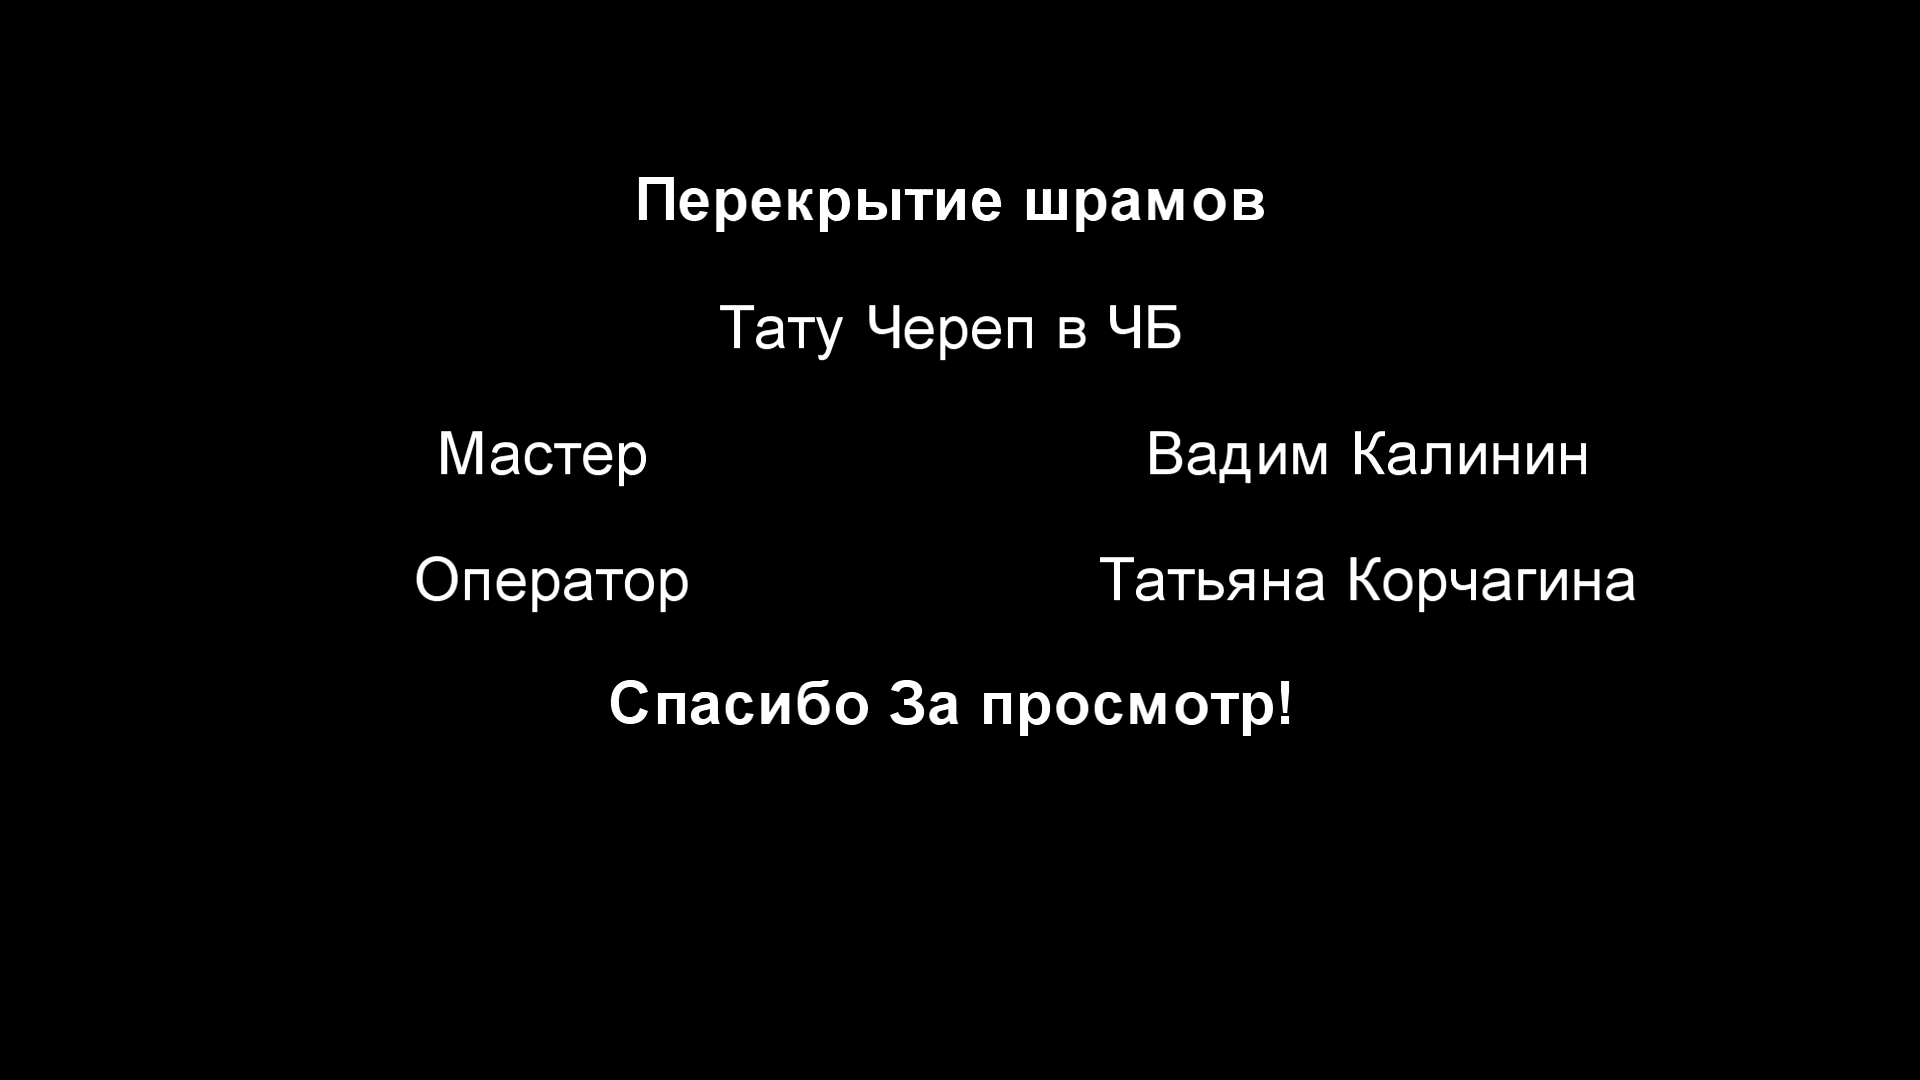 Перекрытие шрамов
Тату Череп в ЧБ
Мастер Вадим Калинин
Оператор Татьяна Корчагина
Спасибо За просмотр!